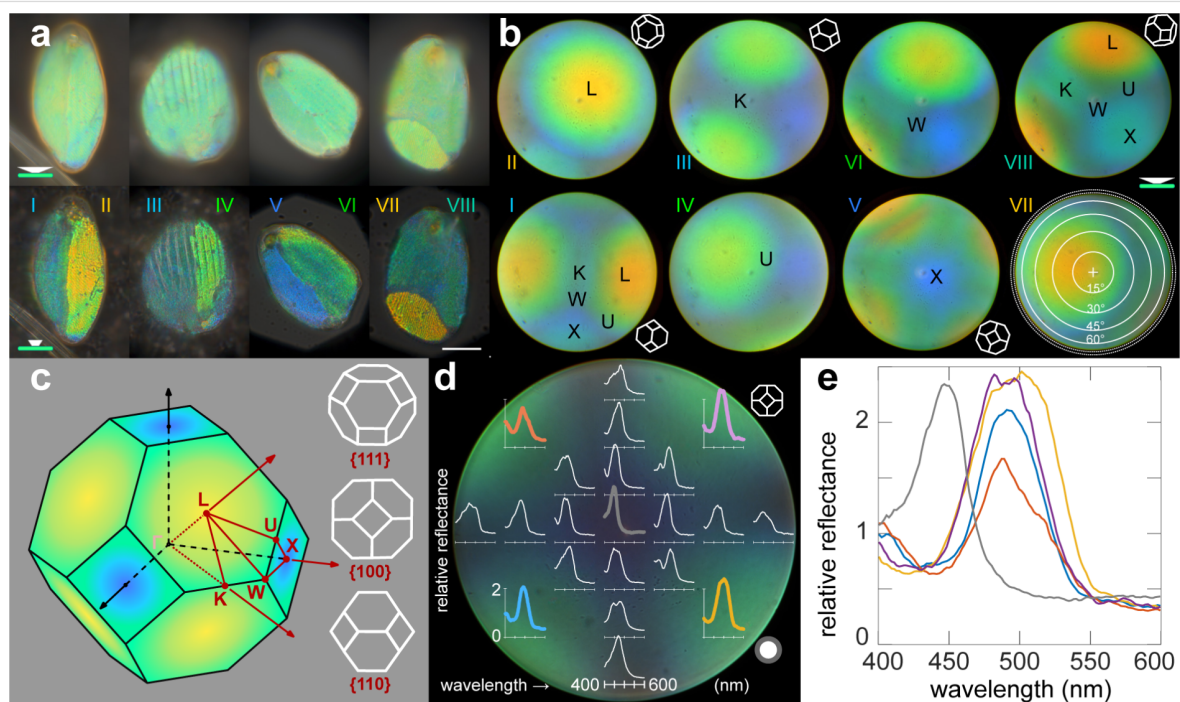 a
I II III IV V VI VII VIII
b
L
II
K
III
W
VI
L
K
U
W
X
VIII
I
K
L
W
X
U
IV
U
V
X
VII
15°
30°
45°
60°
c
L
Γ
U
X
W
K
{111}
{100}
{110}
d
relative reflectance
2
0
wavelength → 400 600 (nm)
e
relative reflectance
2
1
0
400 450 500 550 600
wavelength (nm)